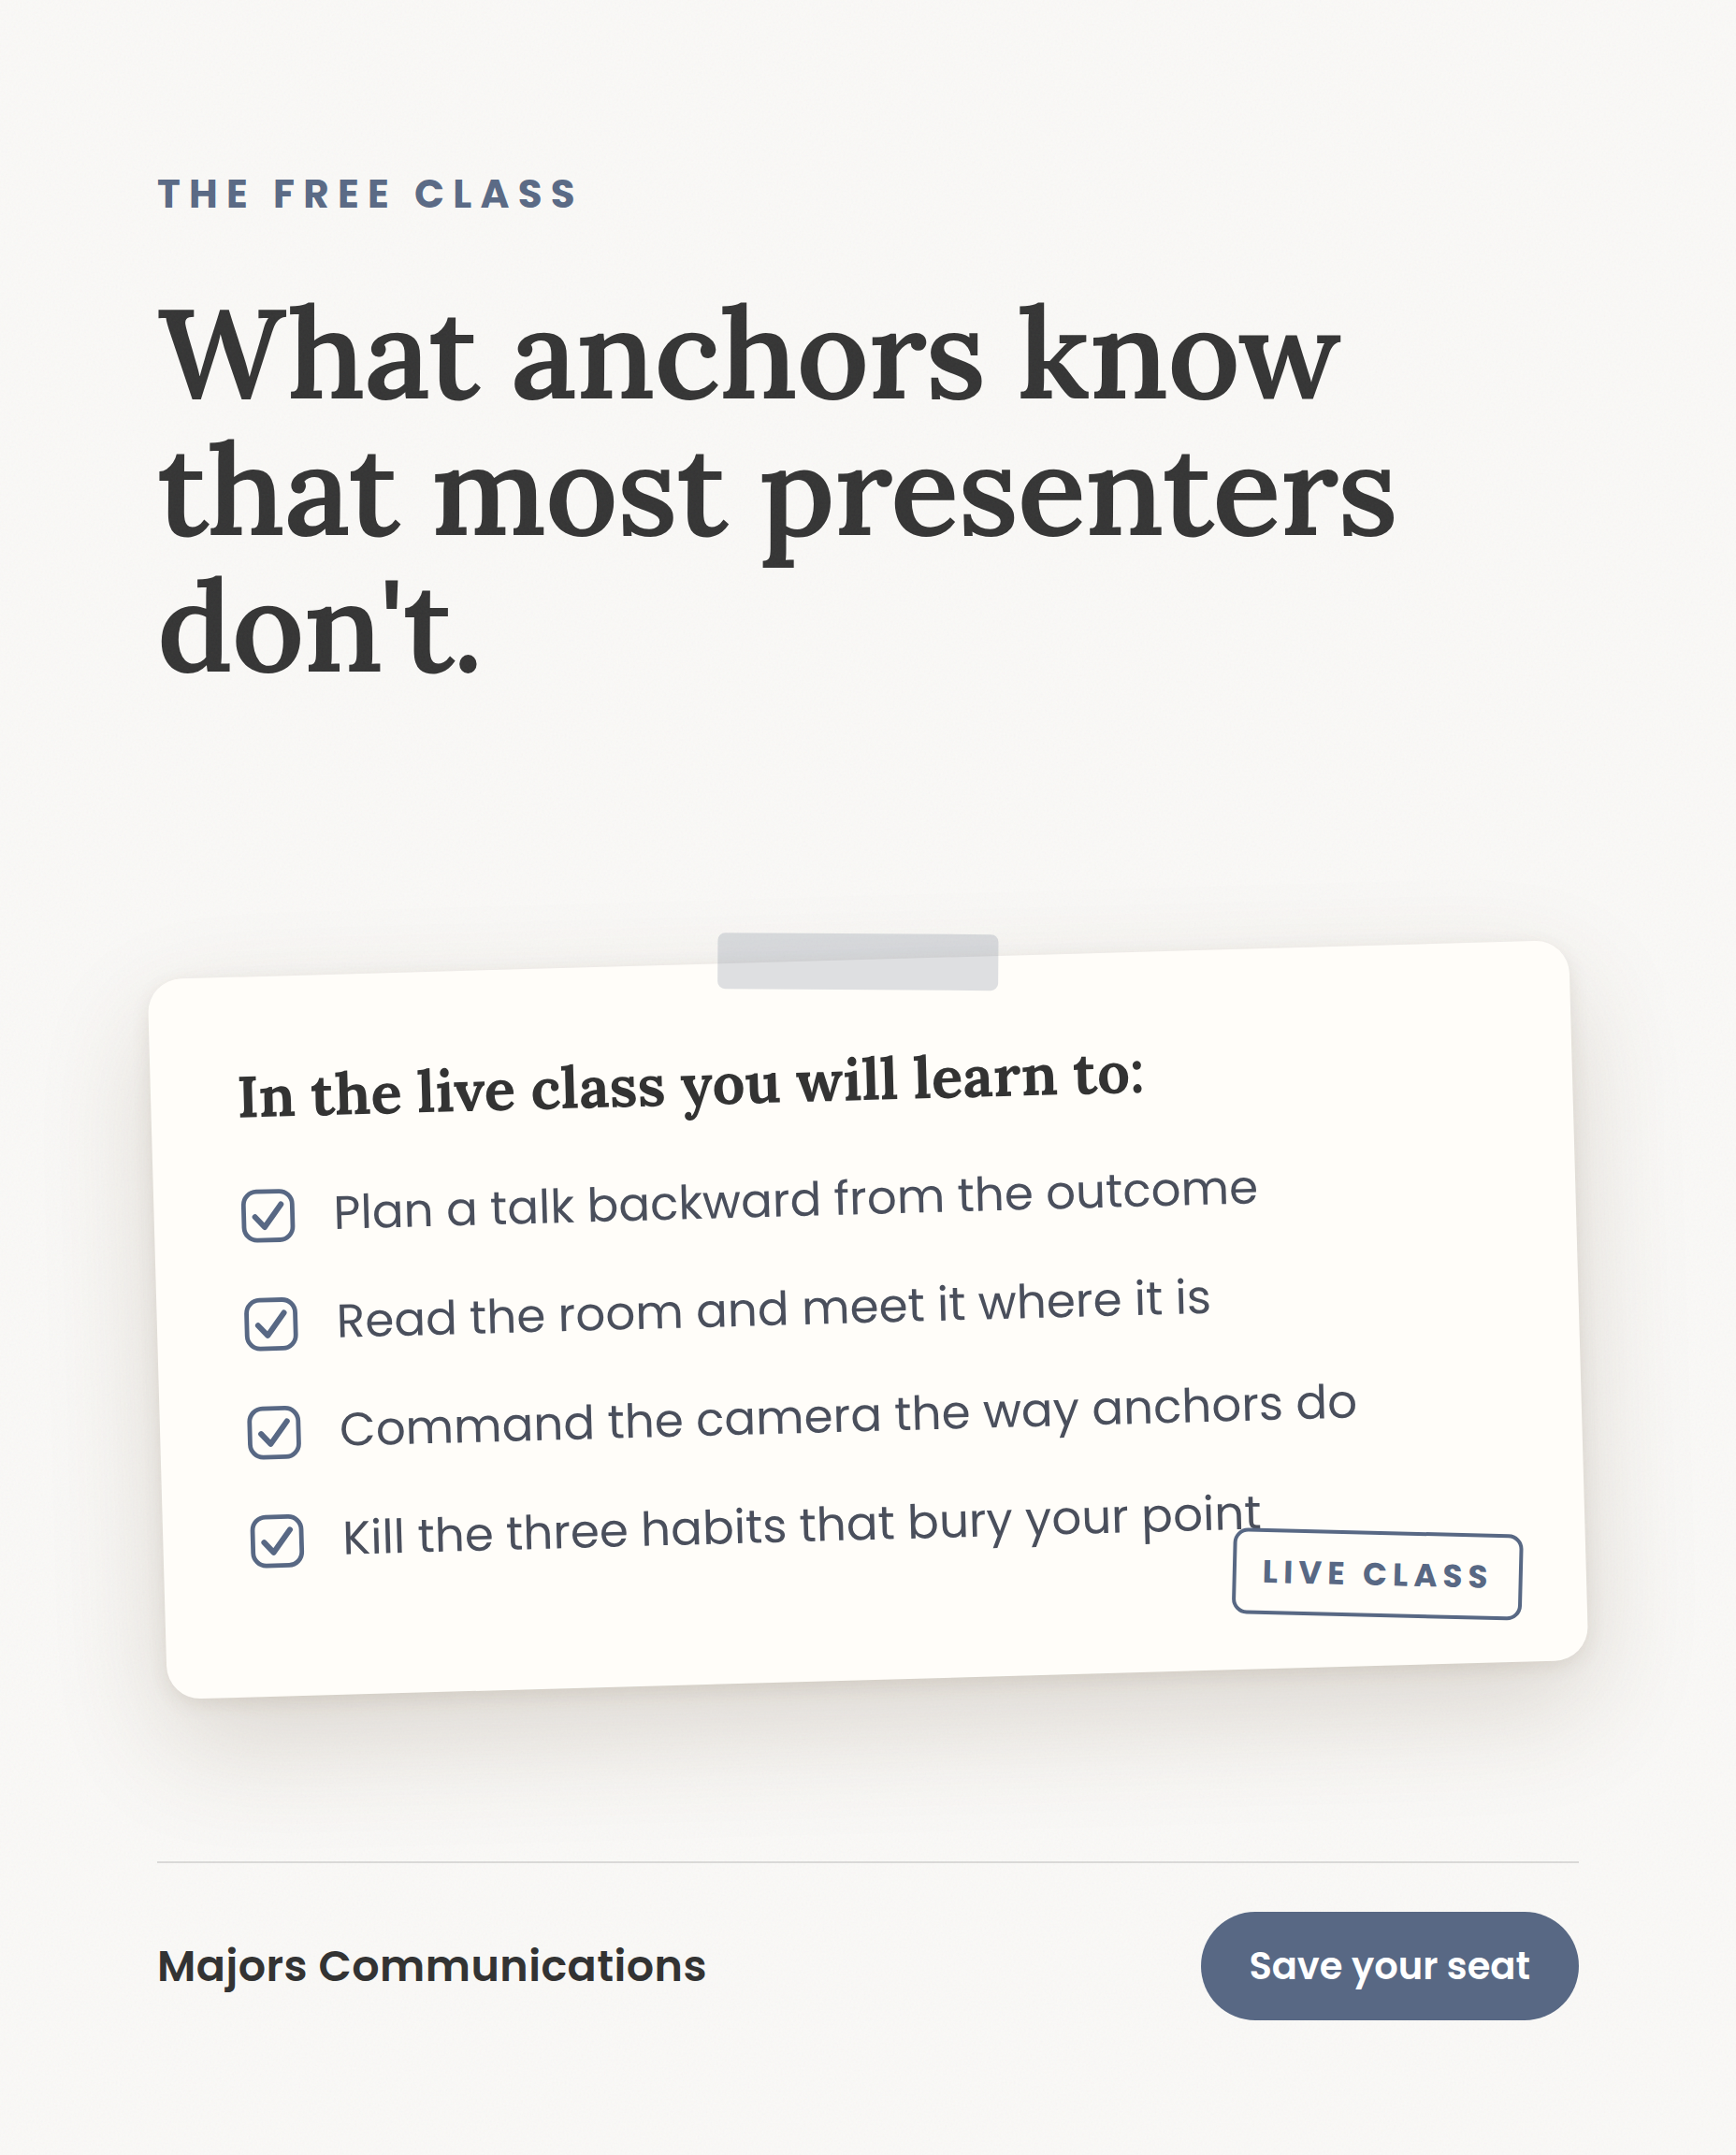 THE FREE CLASS
What anchors know
that most presenters
don't.
In the live class you will learn to:
Plan a talk backward from the outcome
Read the room and meet it where it is
Command the camera the way anchors do
Kill the three habits that bury your point
LIVE CLASS
Majors Communications
Save your seat